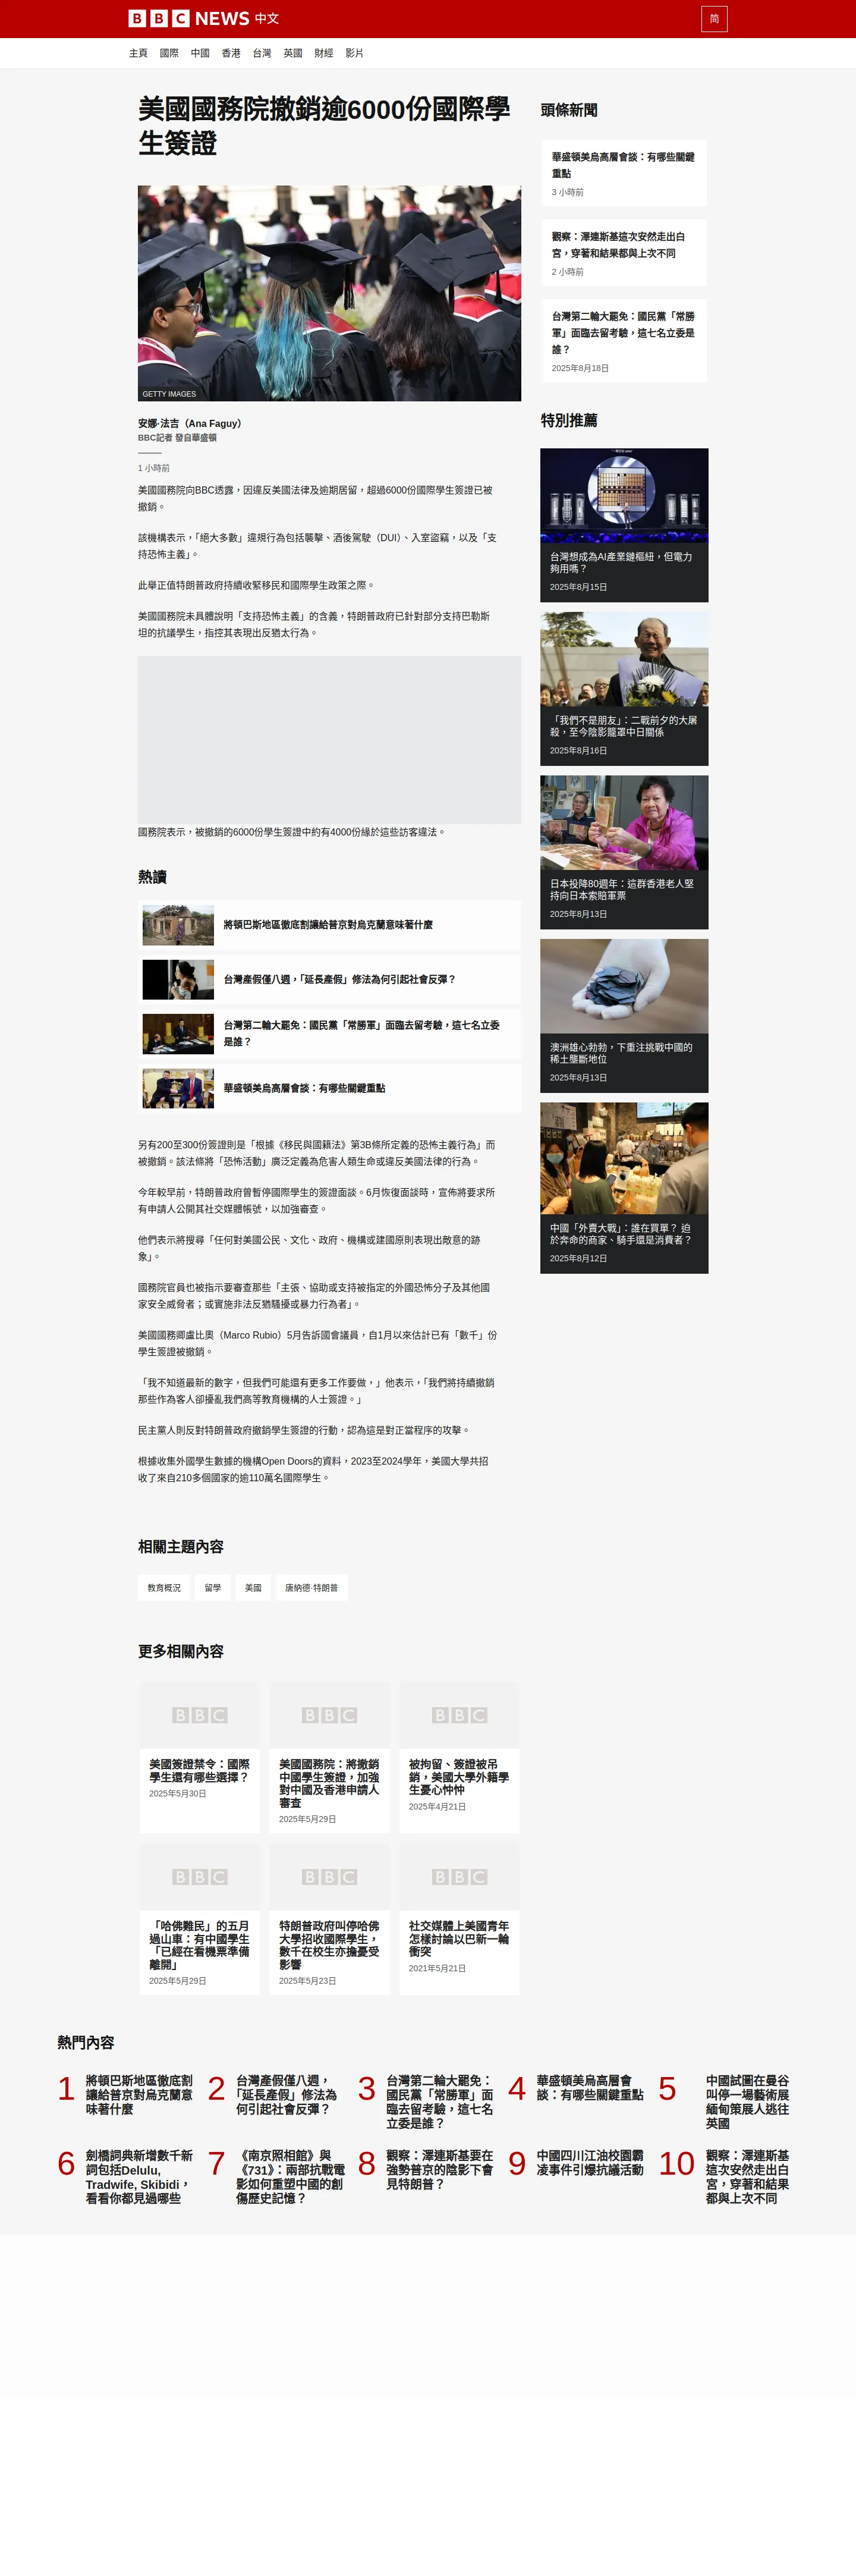 BBC NEWS 中文
简
主頁 國際 中國 香港 台灣 英國 財經 影片
美國國務院撤銷逾6000份國際學
生簽證
GETTY IMAGES
安娜·法吉（Ana Faguy）
BBC記者 發自華盛頓
1 小時前
美國國務院向BBC透露，因違反美國法律及逾期居留，超過6000份國際學生簽證已被
撤銷。
該機構表示，「絕大多數」違規行為包括襲擊、酒後駕駛（DUI）、入室盜竊，以及「支
持恐怖主義」。
此舉正值特朗普政府持續收緊移民和國際學生政策之際。
美國國務院未具體說明「支持恐怖主義」的含義，特朗普政府已針對部分支持巴勒斯
坦的抗議學生，指控其表現出反猶太行為。
國務院表示，被撤銷的6000份學生簽證中約有4000份緣於這些訪客違法。
熱讀
將頓巴斯地區徹底割讓給普京對烏克蘭意味著什麼
台灣產假僅八週，「延長產假」修法為何引起社會反彈？
台灣第二輪大罷免：國民黨「常勝軍」面臨去留考驗，這七名立委
是誰？
華盛頓美烏高層會談：有哪些關鍵重點
另有200至300份簽證則是「根據《移民與國籍法》第3B條所定義的恐怖主義行為」而
被撤銷。該法條將「恐怖活動」廣泛定義為危害人類生命或違反美國法律的行為。
今年較早前，特朗普政府曾暫停國際學生的簽證面談。6月恢復面談時，宣佈將要求所
有申請人公開其社交媒體帳號，以加強審查。
他們表示將搜尋「任何對美國公民、文化、政府、機構或建國原則表現出敵意的跡
象」。
國務院官員也被指示要審查那些「主張、協助或支持被指定的外國恐怖分子及其他國
家安全威脅者；或實施非法反猶騷擾或暴力行為者」。
美國國務卿盧比奧（Marco Rubio）5月告訴國會議員，自1月以來估計已有「數千」份
學生簽證被撤銷。
「我不知道最新的數字，但我們可能還有更多工作要做，」他表示，「我們將持續撤銷
那些作為客人卻擾亂我們高等教育機構的人士簽證。」
民主黨人則反對特朗普政府撤銷學生簽證的行動，認為這是對正當程序的攻擊。
根據收集外國學生數據的機構Open Doors的資料，2023至2024學年，美國大學共招
收了來自210多個國家的逾110萬名國際學生。
相關主題內容
教育概況 留學 美國 唐納德·特朗普
更多相關內容
BBC
美國簽證禁令：國際
學生還有哪些選擇？
2025年5月30日
BBC
美國國務院：將撤銷
中國學生簽證，加強
對中國及香港申請人
審查
2025年5月29日
BBC
被拘留、簽證被吊
銷，美國大學外籍學
生憂心忡忡
2025年4月21日
BBC
「哈佛難民」的五月
過山車：有中國學生
「已經在看機票準備
離開」
2025年5月29日
BBC
特朗普政府叫停哈佛
大學招收國際學生，
數千在校生亦擔憂受
影響
2025年5月23日
BBC
社交媒體上美國青年
怎樣討論以巴新一輪
衝突
2021年5月21日
頭條新聞
華盛頓美烏高層會談：有哪些關鍵
重點
3 小時前
觀察：澤連斯基這次安然走出白
宮，穿著和結果都與上次不同
2 小時前
台灣第二輪大罷免：國民黨「常勝
軍」面臨去留考驗，這七名立委是
誰？
2025年8月18日
特別推薦
台灣想成為AI產業鏈樞紐，但電力
夠用嗎？
2025年8月15日
「我們不是朋友」：二戰前夕的大屠
殺，至今陰影籠罩中日關係
2025年8月16日
日本投降80週年：這群香港老人堅
持向日本索賠軍票
2025年8月13日
澳洲雄心勃勃，下重注挑戰中國的
稀土壟斷地位
2025年8月13日
中國「外賣大戰」：誰在買單？ 迫
於奔命的商家、騎手還是消費者？
2025年8月12日
熱門內容
1
將頓巴斯地區徹底割
讓給普京對烏克蘭意
味著什麼
2
台灣產假僅八週，
「延長產假」修法為
何引起社會反彈？
3
台灣第二輪大罷免：
國民黨「常勝軍」面
臨去留考驗，這七名
立委是誰？
4
華盛頓美烏高層會
談：有哪些關鍵重點
5
中國試圖在曼谷
叫停一場藝術展
緬甸策展人逃往
英國
6
劍橋詞典新增數千新
詞包括Delulu,
Tradwife, Skibidi，
看看你都見過哪些
7
《南京照相館》與
《731》：兩部抗戰電
影如何重塑中國的創
傷歷史記憶？
8
觀察：澤連斯基要在
強勢普京的陰影下會
見特朗普？
9
中國四川江油校園霸
凌事件引爆抗議活動
10
觀察：澤連斯基
這次安然走出白
宮，穿著和結果
都與上次不同